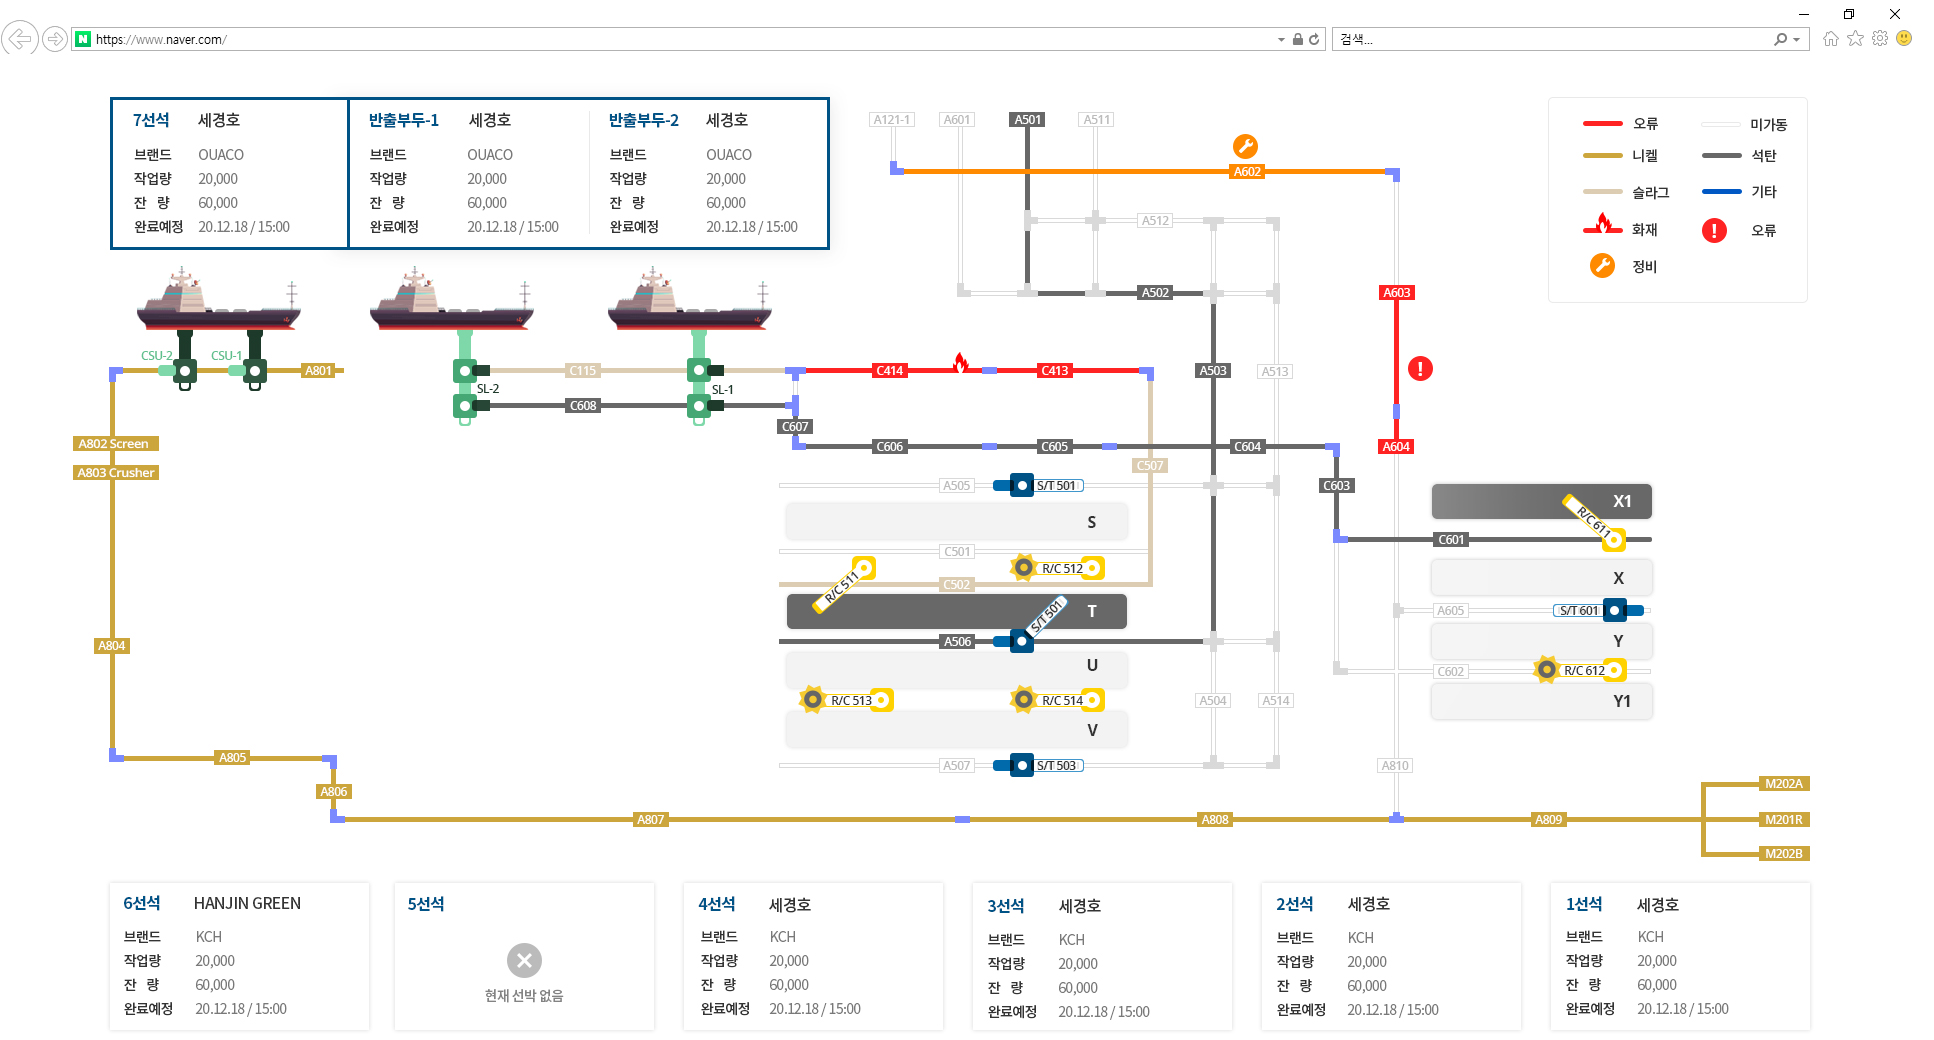 https://www.naver.com/
검색...
7선석 세경호
브랜드 OUACO
작업량 20,000
잔 량 60,000
완료예정 20.12.18 / 15:00
반출부두-1 세경호
브랜드 OUACO
작업량 20,000
잔 량 60,000
완료예정 20.12.18 / 15:00
반출부두-2 세경호
브랜드 OUACO
작업량 20,000
잔 량 60,000
완료예정 20.12.18 / 15:00
A121-1 A601 A501 A511
오류 미가동
니켈 석탄
슬라그 기타
화재 ! 오류
정비
A602
A512
A502
A603
CSU-2 CSU-1
A801
C115
C414 C413
A503 A513
!
SL-2 SL-1
C608
C607
C606 C605 C604
A604
A802 Screen
A803 Crusher
C507
A505 S/T 501
C603
S
X1
R/C 611
C601
C501
R/C 511
R/C 512
C502
X
T
S/T 501
A605 S/T 601
A506
Y
U
C602 R/C 612
R/C 513 R/C 514
A504 A514
Y1
V
A507 S/T 503
A810
A804
A805
A806
A807 A808 A809
M202A
M201R
M202B
6선석 HANJIN GREEN
브랜드 KCH
작업량 20,000
잔 량 60,000
완료예정 20.12.18 / 15:00
5선석
현재 선박 없음
4선석 세경호
브랜드 KCH
작업량 20,000
잔 량 60,000
완료예정 20.12.18 / 15:00
3선석 세경호
브랜드 KCH
작업량 20,000
잔 량 60,000
완료예정 20.12.18 / 15:00
2선석 세경호
브랜드 KCH
작업량 20,000
잔 량 60,000
완료예정 20.12.18 / 15:00
1선석 세경호
브랜드 KCH
작업량 20,000
잔 량 60,000
완료예정 20.12.18 / 15:00